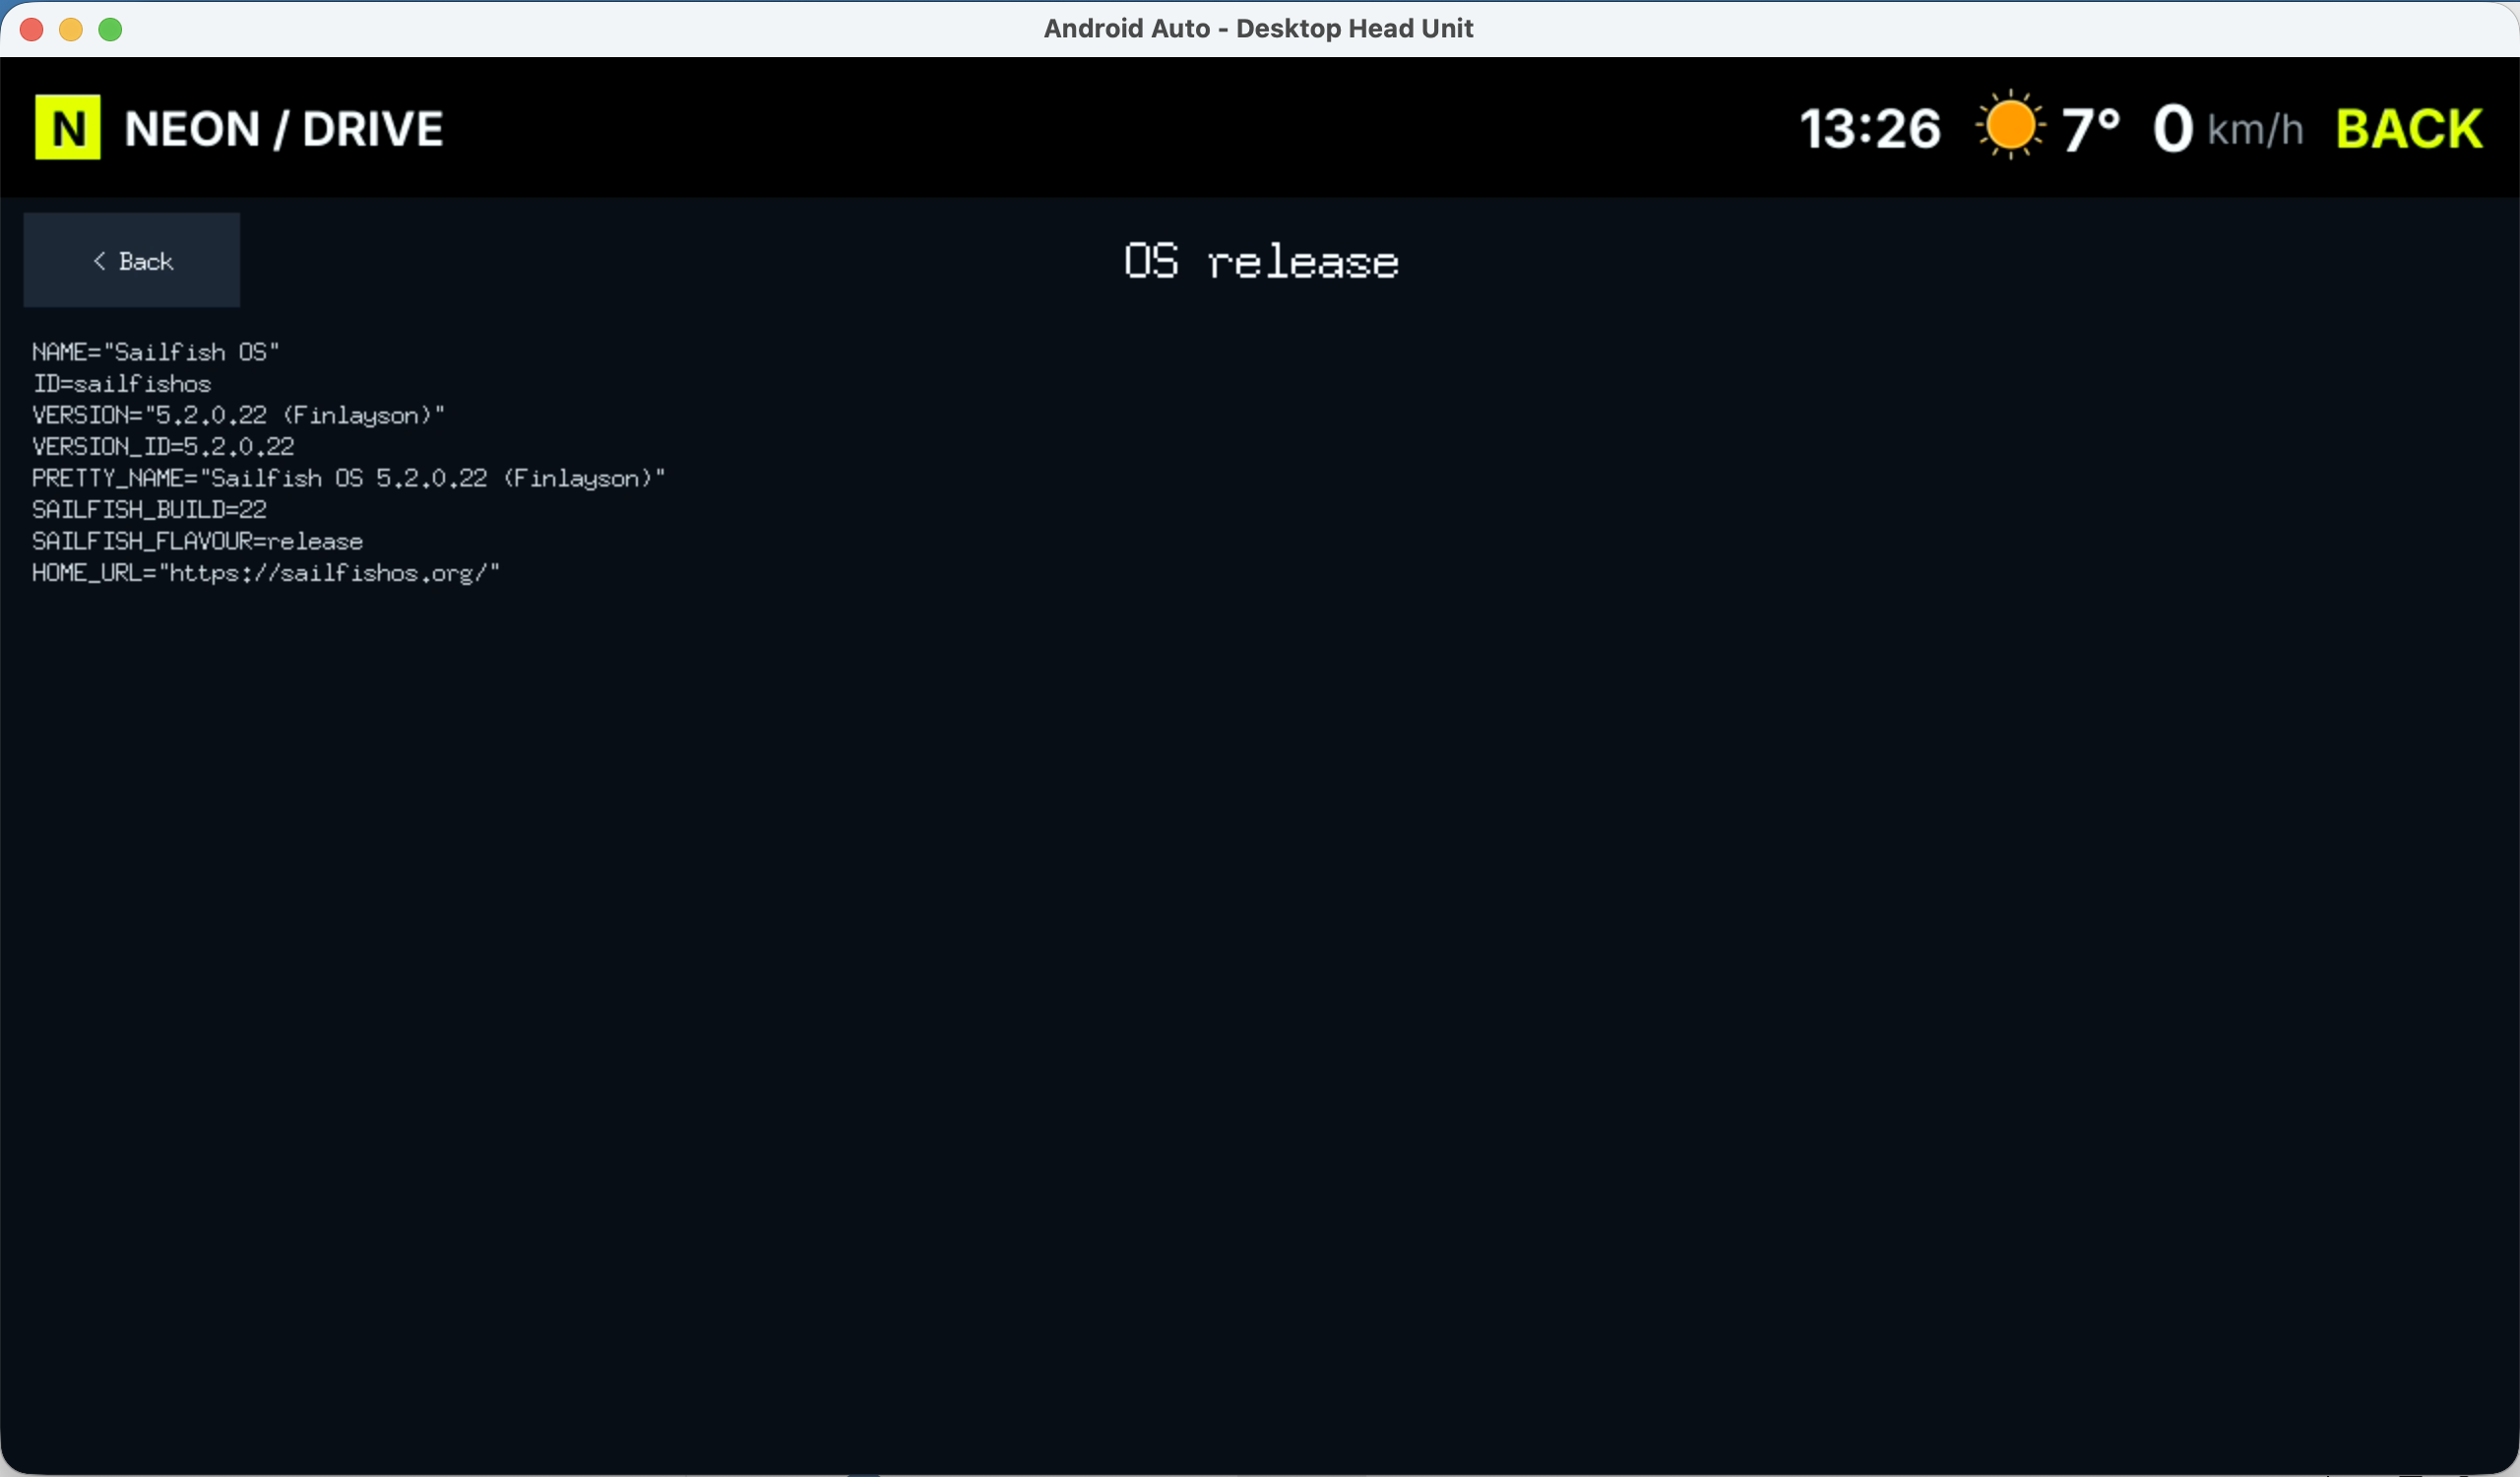 Android Auto - Desktop Head Unit
N NEON / DRIVE 13:26 7° 0 km/h BACK
< Back
OS release
NAME="Sailfish OS"
ID=sailfishos
VERSION="5.2.0.22 (Finlayson)"
VERSION_ID=5.2.0.22
PRETTY_NAME="Sailfish OS 5.2.0.22 (Finlayson)"
SAILFISH_BUILD=22
SAILFISH_FLAVOUR=release
HOME_URL="https://sailfishos.org/"